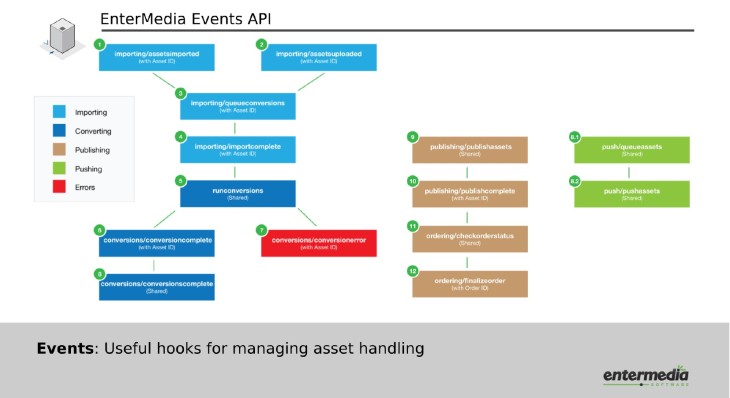 EnterMedia Events API
1
importing/assetsimported
(with Asset ID)
2
importing/assetsuploaded
(with Asset ID)
3
importing/queueconversions
(with Asset ID)
Importing
Converting
Publishing
Pushing
Errors
4
importing/importcomplete
(with Asset ID)
5
runconversions
(Shared)
6
conversions/conversioncomplete
(with Asset ID)
7
conversions/conversionerror
(with Asset ID)
8
conversions/conversionscomplete
(Shared)
9
publishing/publishassets
(Shared)
10
publishing/publishcomplete
(with Asset ID)
11
ordering/checkorderstatus
(Shared)
12
ordering/finalizeorder
(with Order ID)
8.1
push/queueassets
(Shared)
8.2
push/pushassets
(Shared)
Events: Useful hooks for managing asset handling
entermedia
SOFTWARE